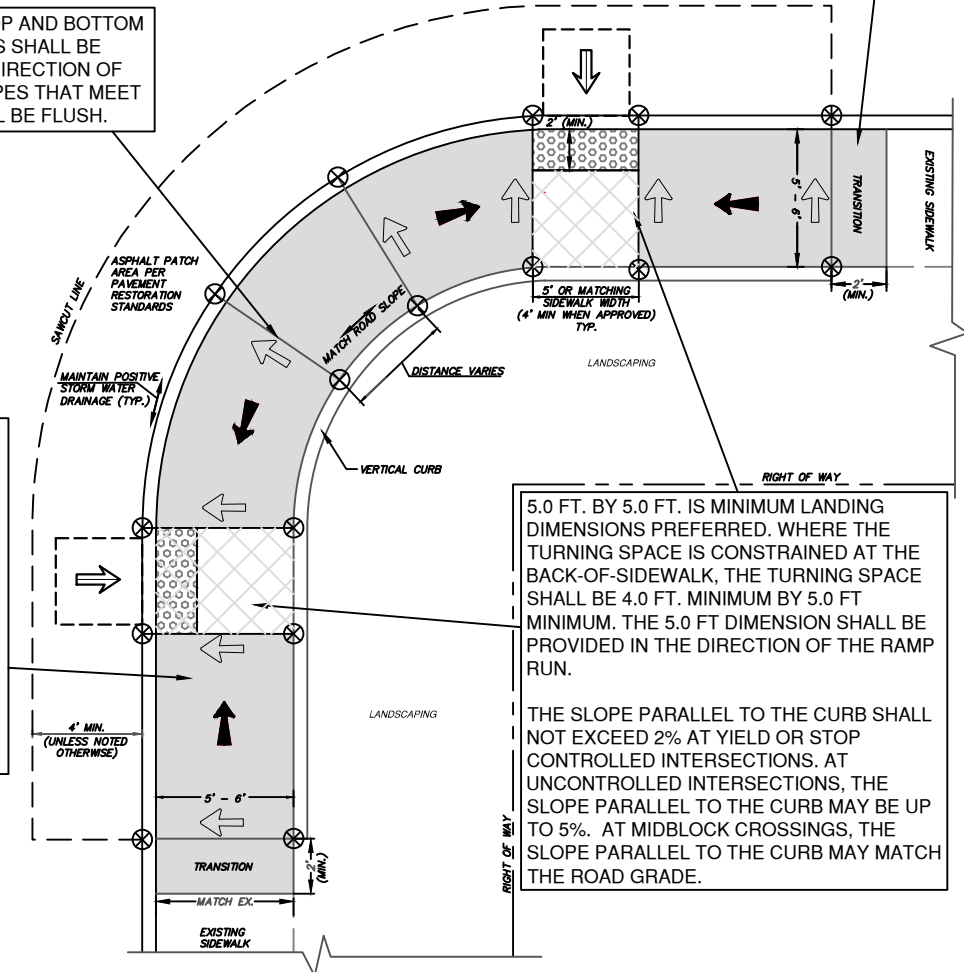 OP AND BOTTOM
S SHALL BE
DIRECTION OF
PES THAT MEET
L BE FLUSH.
2' (MIN.)
5' - 6'
TRANSITION
EXISTING SIDEWALK
2'
(MIN.)
5' OR MATCHING
SIDEWALK WIDTH
(4' MIN WHEN APPROVED)
TYP.
ASPHALT PATCH
AREA PER
PAVEMENT
RESTORATION
STANDARDS
SAWCUT LINE
MATCH ROAD SLOPE
LANDSCAPING
DISTANCE VARIES
MAINTAIN POSITIVE
STORM WATER
DRAINAGE (TYP.)
VERTICAL CURB
RIGHT OF WAY
5.0 FT. BY 5.0 FT. IS MINIMUM LANDING
DIMENSIONS PREFERRED. WHERE THE
TURNING SPACE IS CONSTRAINED AT THE
BACK-OF-SIDEWALK, THE TURNING SPACE
SHALL BE 4.0 FT. MINIMUM BY 5.0 FT
MINIMUM. THE 5.0 FT DIMENSION SHALL BE
PROVIDED IN THE DIRECTION OF THE RAMP
RUN.
THE SLOPE PARALLEL TO THE CURB SHALL
NOT EXCEED 2% AT YIELD OR STOP
CONTROLLED INTERSECTIONS. AT
UNCONTROLLED INTERSECTIONS, THE
SLOPE PARALLEL TO THE CURB MAY BE UP
TO 5%. AT MIDBLOCK CROSSINGS, THE
SLOPE PARALLEL TO THE CURB MAY MATCH
THE ROAD GRADE.
LANDSCAPING
4' MIN.
(UNLESS NOTED
OTHERWISE)
5' - 6'
RIGHT OF WAY
TRANSITION
2'
(MIN.)
MATCH EX.
EXISTING
SIDEWALK